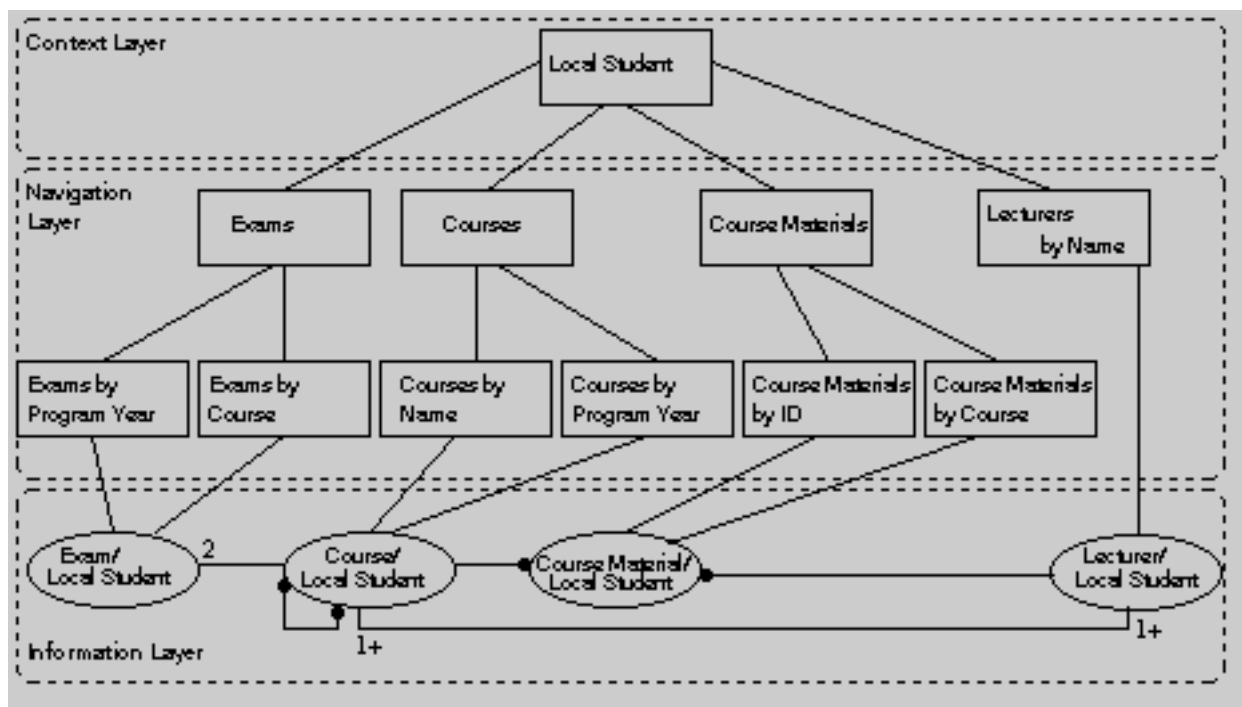 Context Layer
Local Student
Navigation
Layer
Exams
Courses
Course Materials
Lecturers
by Name
Exams by
Program Year
Exams by
Course
Courses by
Name
Courses by
Program Year
Course Materials
by ID
Course Materials
by Course
Exam/
Local Student
2
Course/
Local Student
Course Material/
Local Student
Lecturer/
Local Student
1+
1+
Information Layer